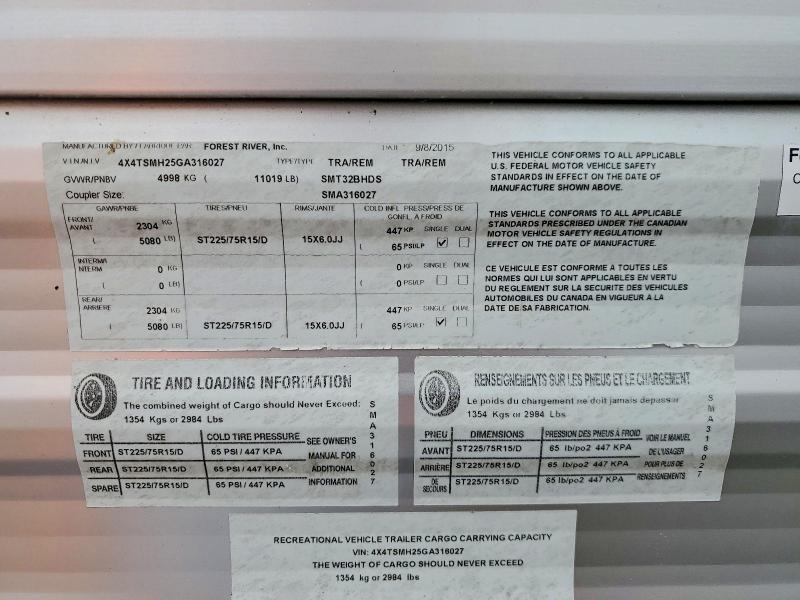 MANUFACTURED BY / FABRIQUE PAR: FOREST RIVER, Inc. DATE 9/8/2015
V.I.N./N.I.V 4X4TSMH25GA316027 TYPE/TYPE TRA/REM TRA/REM
GVWR/PNBV 4998 KG ( 11019 LB) SMT32BHDS
Coupler Size: SMA316027
GAWR/PNBE TIRES/PNEU RIMS/JANTE COLD INFL PRESS/PRESS DE
GONFL A FROID
FRONT/
AVANT 2304 KG 447 KP SINGLE DUAL
( 5080 LB) ST225/75R15/D 15X6.0JJ ( 65 PSI/LP
INTERM/
INTERM 0 KG 0 KP SINGLE DUAL
( 0 LB) ( 0 PSI/LP
REAR/
ARRIERE 2304 KG 447 KP SINGLE DUAL
( 5080 LB) ST225/75R15/D 15X6.0JJ ( 65 PSI/LP
THIS VEHICLE CONFORMS TO ALL APPLICABLE
U.S. FEDERAL MOTOR VEHICLE SAFETY
STANDARDS IN EFFECT ON THE DATE OF
MANUFACTURE SHOWN ABOVE.
THIS VEHICLE CONFORMS TO ALL APPLICABLE
STANDARDS PRESCRIBED UNDER THE CANADIAN
MOTOR VEHICLE SAFETY REGULATIONS IN
EFFECT ON THE DATE OF MANUFACTURE.
CE VEHICULE EST CONFORME A TOUTES LES
NORMES QUI LUI SONT APPLICABLES EN VERTU
DU REGLEMENT SUR LA SECURITE DES VEHICULES
AUTOMOBILES DU CANADA EN VIGUEUR A LA
DATE DE SA FABRICATION.
TIRE AND LOADING INFORMATION
The combined weight of Cargo should Never Exceed:
1354 Kgs or 2984 Lbs
TIRE SIZE COLD TIRE PRESSURE SEE OWNER'S
FRONT ST225/75R15/D 65 PSI / 447 KPA MANUAL FOR
REAR ST225/75R15/D 65 PSI / 447 KPA ADDITIONAL
SPARE ST225/75R15/D 65 PSI / 447 KPA INFORMATION
SMA316027
RENSEIGNEMENTS SUR LES PNEUS ET LE CHARGEMENT
Le poids du chargement ne doit jamais depasser
1354 Kgs or 2984 Lbs
PNEU DIMENSIONS PRESSION DES PNEUS À FROID VOIR LE MANUEL
AVANT ST225/75R15/D 65 lb/po2 447 KPA DE L'USAGER
ARRIÈRE ST225/75R15/D 65 lb/po2 447 KPA POUR PLUS DE
DE SECOURS ST225/75R15/D 65 lb/po2 447 KPA RENSEIGNEMENTS
SMA316027
RECREATIONAL VEHICLE TRAILER CARGO CARRYING CAPACITY
VIN: 4X4TSMH25GA316027
THE WEIGHT OF CARGO SHOULD NEVER EXCEED
1354 kg or 2984 lbs